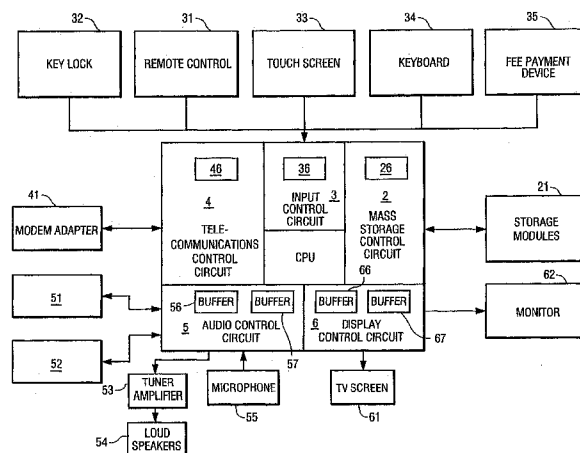 32
31
33
34
35
KEY LOCK
REMOTE CONTROL
TOUCH SCREEN
KEYBOARD
FEE PAYMENT
DEVICE
46
36
26
41
4
INPUT
CONTROL
CIRCUIT
3
2
21
MODEM ADAPTER
TELE-
COMMUNICATIONS
CONTROL
CIRCUIT
CPU
MASS
STORAGE
CONTROL
CIRCUIT
STORAGE
MODULES
66
62
51
56
BUFFER
BUFFER
BUFFER
BUFFER
MONITOR
5
AUDIO CONTROL
CIRCUIT
57
6
DISPLAY
CONTROL CIRCUIT
67
52
53
TUNER
AMPLIFIER
MICROPHONE
55
TV SCREEN
61
54
LOUD
SPEAKERS